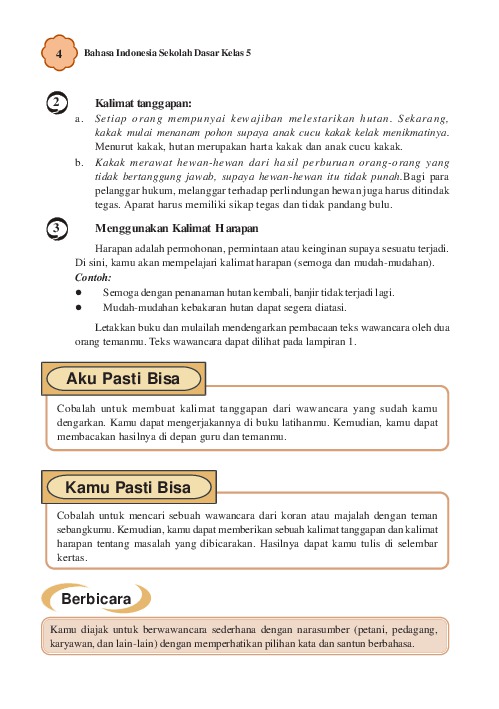 4
Bahasa Indonesia Sekolah Dasar Kelas 5
2
Kalimat tanggapan:
a. Setiap orang mempunyai kewajiban melestarikan hutan. Sekarang,
kakak mulai menanam pohon supaya anak cucu kakak kelak menikmatinya.
Menurut kakak, hutan merupakan harta kakak dan anak cucu kakak.
b. Kakak merawat hewan-hewan dari hasil perburuan orang-orang yang
tidak bertanggung jawab, supaya hewan-hewan itu tidak punah.Bagi para
pelanggar hukum, melanggar terhadap perlindungan hewan juga harus ditindak
tegas. Aparat harus memiliki sikap tegas dan tidak pandang bulu.
3
Menggunakan Kalimat Harapan
Harapan adalah permohonan, permintaan atau keinginan supaya sesuatu terjadi.
Di sini, kamu akan mempelajari kalimat harapan (semoga dan mudah-mudahan).
Contoh:
● Semoga dengan penanaman hutan kembali, banjir tidak terjadi lagi.
● Mudah-mudahan kebakaran hutan dapat segera diatasi.
Letakkan buku dan mulailah mendengarkan pembacaan teks wawancara oleh dua
orang temanmu. Teks wawancara dapat dilihat pada lampiran 1.
Aku Pasti Bisa
Cobalah untuk membuat kalimat tanggapan dari wawancara yang sudah kamu
dengarkan. Kamu dapat mengerjakannya di buku latihanmu. Kemudian, kamu dapat
membacakan hasilnya di depan guru dan temanmu.
Kamu Pasti Bisa
Cobalah untuk mencari sebuah wawancara dari koran atau majalah dengan teman
sebangkumu. Kemudian, kamu dapat memberikan sebuah kalimat tanggapan dan kalimat
harapan tentang masalah yang dibicarakan. Hasilnya dapat kamu tulis di selembar
kertas.
Berbicara
Kamu diajak untuk berwawancara sederhana dengan narasumber (petani, pedagang,
karyawan, dan lain-lain) dengan memperhatikan pilihan kata dan santun berbahasa.